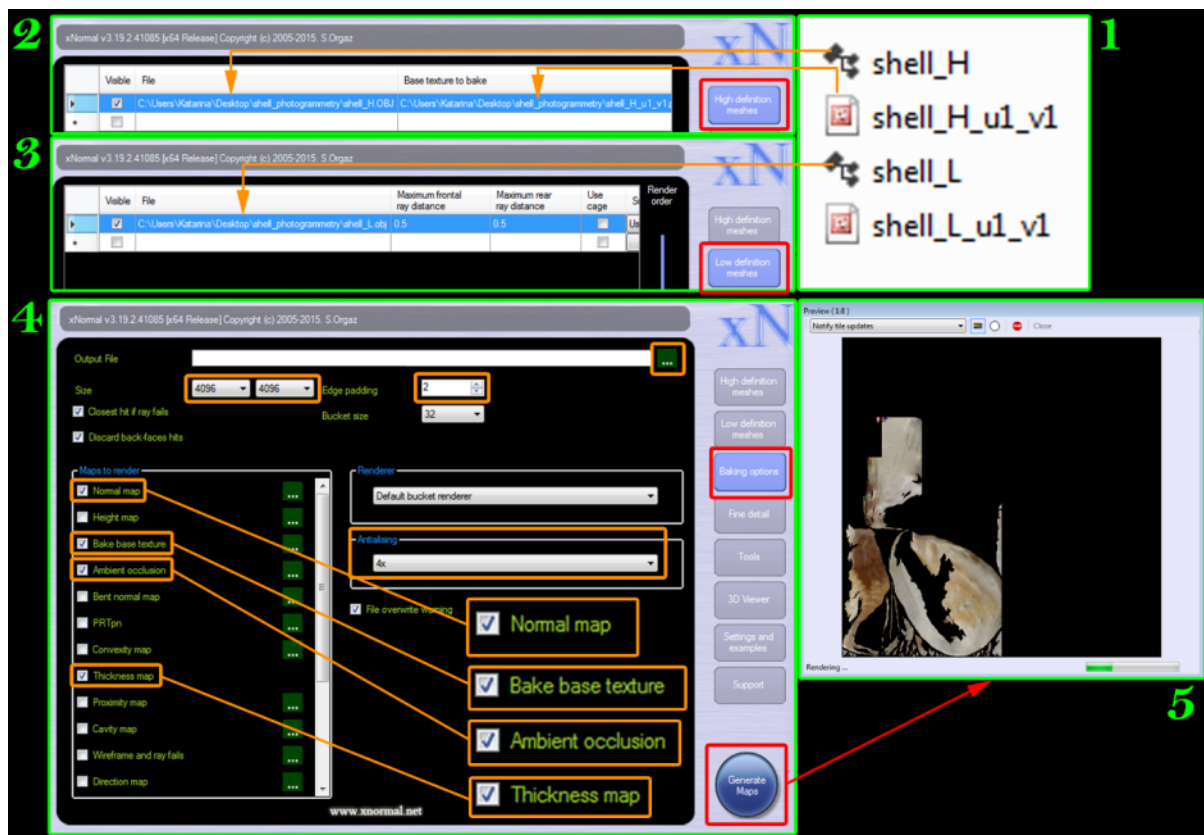 2
xNormal v3.19.2.41085 [x64 Release] Copyright (c) 2005-2015. S.Orgaz
xN
Visible File Base texture to bake
C:\Users\Katarina\Desktop\shell_photogrammetry\shell_H.OBJ C:\Users\Katarina\Desktop\shell_photogrammetry\shell_H_u1_v1.p
High definition
meshes
1
shell_H
shell_H_u1_v1
shell_L
shell_L_u1_v1
3
xNormal v3.19.2.41085 [x64 Release] Copyright (c) 2005-2015. S.Orgaz
xN
Visible File Maximum frontal
ray distance Maximum rear
ray distance Use
cage Render
order
C:\Users\Katarina\Desktop\shell_photogrammetry\shell_L.obj 0.5 0.5 Us
High definition
meshes
Low definition
meshes
4
xNormal v3.19.2.41085 [x64 Release] Copyright (c) 2005-2015. S.Orgaz
xN
Output File ...
Size 4096 4096 Edge padding 2
Closest hit if ray fails Bucket size 32
Discard back-faces hits
Maps to render
Normal map ...
Height map
Bake base texture ...
Ambient occlusion ...
Bent normal map ...
PRTpn ...
Convexity map ...
Thickness map
Proximity map ...
Cavity map ...
Wireframe and ray fails ...
Direction map ...
Renderer
Default bucket renderer
Antialising
4x
File overwrite warning
Normal map
Bake base texture
Ambient occlusion
Thickness map
www.xnormal.net
High definition
meshes
Low definition
meshes
Baking options
Fine detail
Tools
3D Viewer
Settings and
examples
Support
Generate
Maps
Preview (1:8)
Notify tile updates Close
Rendering ...
5